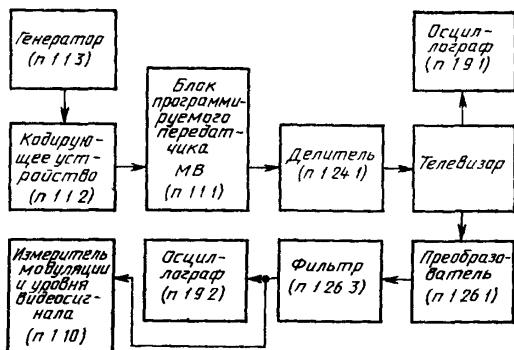 Генератор
(п 1 1 3)
Осцил-
лограф
(п 1 9 1)
Блок
программи-
руемого
передат-
чика
МВ
(п 1 1 1)
Кодирую-
щее уст-
ройство
(п 1 1 2)
Делитель
(п 1 24 1)
Телевизор
Измеритель
модуляции
и уровня
видеосиг-
нала
(п 1 10)
Осцил-
лограф
(п 1 9 2)
Фильтр
(п 1 26 3)
Преобразо-
ватель
(п 1 26 1)